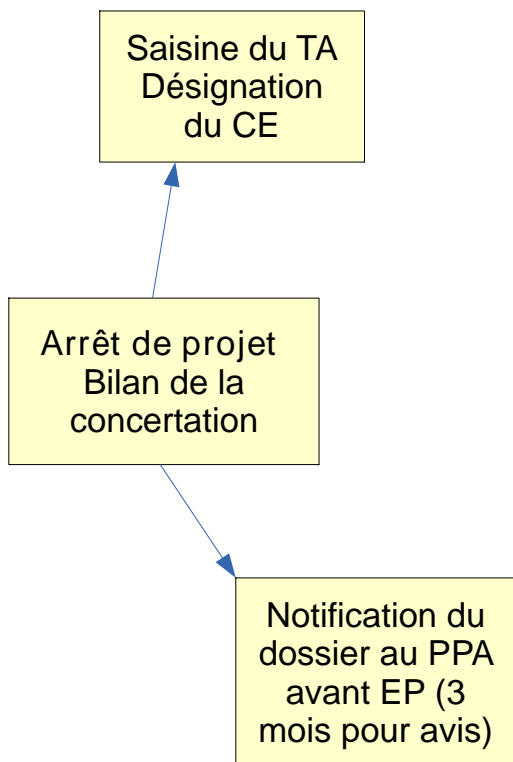 Saisine du TA
Désignation
du CE
Arrêt de projet
Bilan de la
concertation
Notification du
dossier au PPA
avant EP (3
mois pour avis)